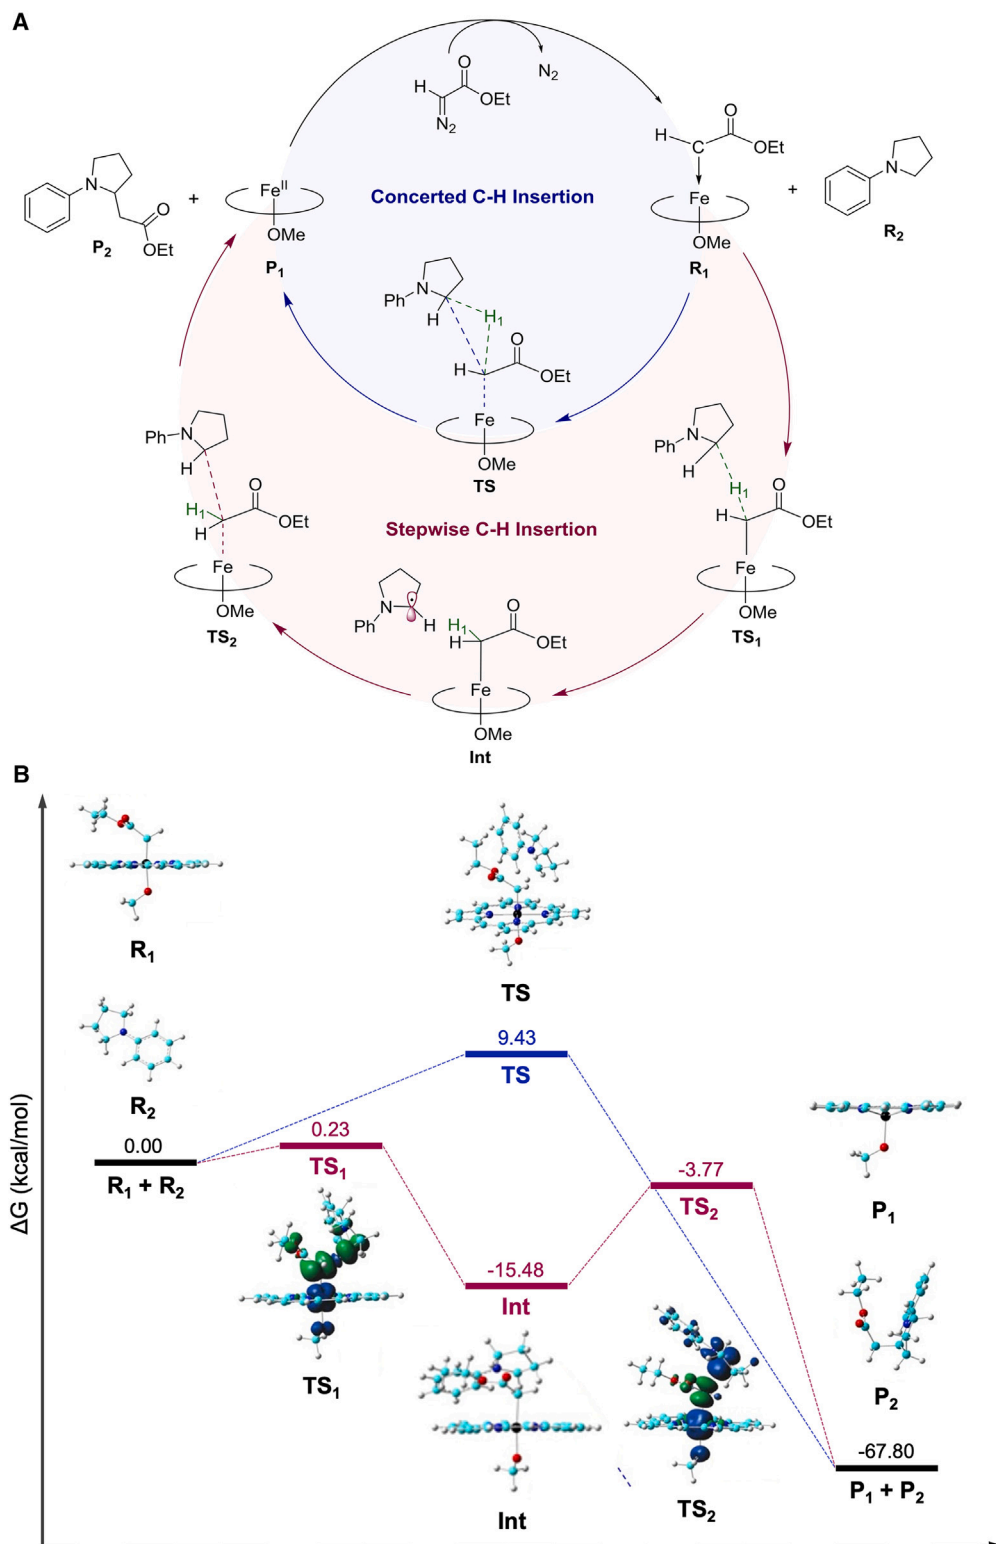 A
O
H
OEt
N2
N2
H
C
O
OEt
Fe
OMe
R1
+
N
R2
N
O
OEt
P2
+
FeII
OMe
P1
Concerted C-H Insertion
N
Ph
H
H1
O
H
OEt
Fe
OMe
TS
N
Ph
H
H1
O
H
OEt
Fe
OMe
TS1
Ph
N
H
O
H1
H
OEt
Fe
OMe
TS2
Stepwise C-H Insertion
N
Ph
H
H1
H
O
OEt
Fe
OMe
Int
B
ΔG (kcal/mol)
R1
TS
R2
9.43
TS
0.00
R1 + R2
0.23
TS1
-3.77
TS2
P1
-15.48
Int
TS1
P2
-67.80
P1 + P2
TS2
Int